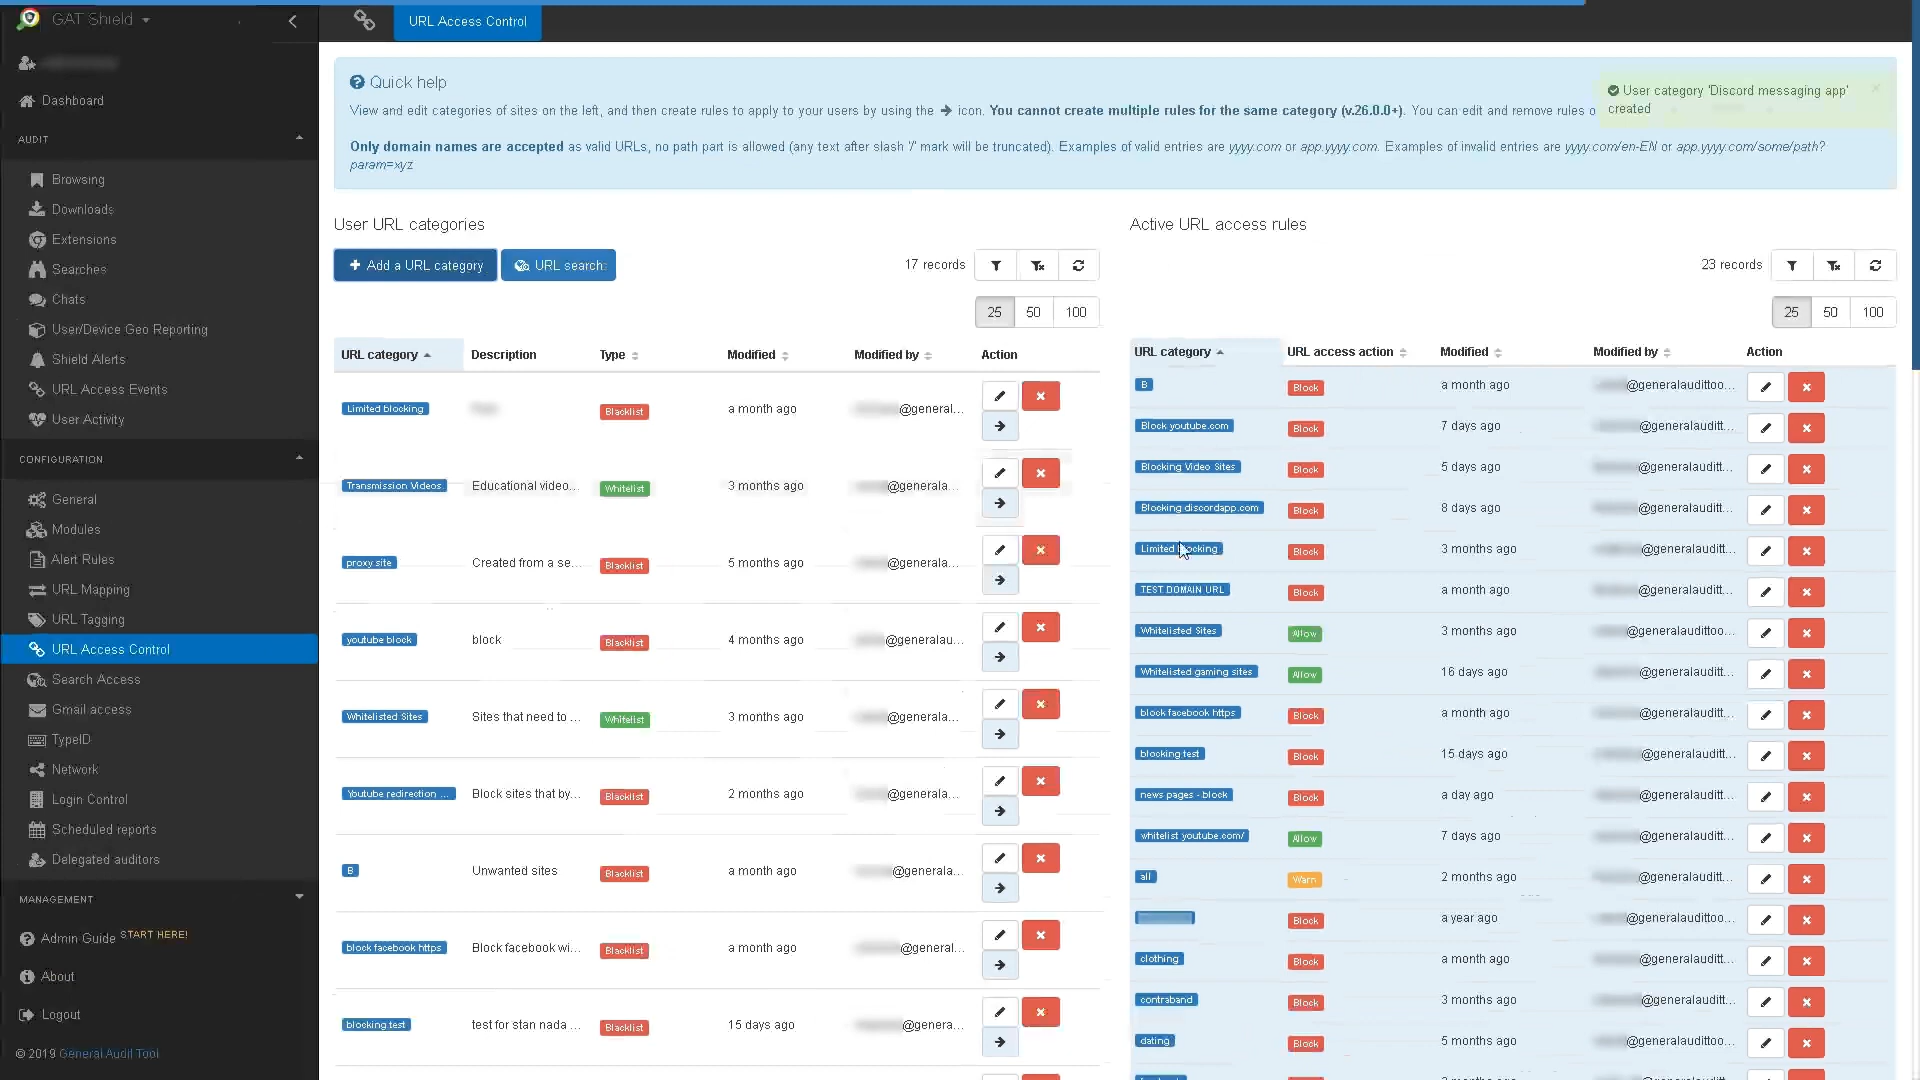 GAT Shield
URL Access Control
Dashboard
AUDIT
Browsing
Downloads
Extensions
Searches
Chats
User/Device Geo Reporting
Shield Alerts
URL Access Events
User Activity
CONFIGURATION
General
Modules
Alert Rules
URL Mapping
URL Tagging
URL Access Control
Search Access
Gmail access
TypeID
Network
Login Control
Scheduled reports
Delegated auditors
MANAGEMENT
Admin Guide START HERE!
About
Logout
© 2019 General Audit Tool
Quick help
View and edit categories of sites on the left, and then create rules to apply to your users by using the → icon. You cannot create multiple rules for the same category (v.26.0.0+). You can edit and remove rules o
Only domain names are accepted as valid URLs, no path part is allowed (any text after slash '/' mark will be truncated). Examples of valid entries are yyyy.com or app.yyyy.com. Examples of invalid entries are yyyy.com/en-EN or app.yyyy.com/some/path?
param=xyz
User category 'Discord messaging app'
created
User URL categories
+ Add a URL category URL search
17 records
25 50 100
URL category Description Type Modified Modified by Action
Limited blocking Blacklist a month ago @general...
Transmission Videos Educational video... Whitelist 3 months ago @generala...
proxy site Created from a se... Blacklist 5 months ago @generala...
youtube block block Blacklist 4 months ago @generalau...
Whitelisted Sites Sites that need to ... Whitelist 3 months ago @generala...
Youtube redirection ... Block sites that by... Blacklist 2 months ago @generala...
B Unwanted sites Blacklist a month ago @generala...
block facebook https Block facebook wi... Blacklist a month ago @general...
blocking test test for stan nada ... Blacklist 15 days ago @genera...
Active URL access rules
23 records
25 50 100
URL category URL access action Modified Modified by Action
B Block a month ago @generalaudittoo...
Block youtube.com Block 7 days ago @generalauditt...
Blocking Video Sites Block 5 days ago @generalauditt...
Blocking discordapp.com Block 8 days ago @generalauditt...
Limited blocking Block 3 months ago @generalauditt...
TEST DOMAIN URL Block a month ago @generalauditt...
Whitelisted Sites Allow 3 months ago @generalaudittoo...
Whitelisted gaming sites Allow 16 days ago @generalauditt...
block facebook https Block a month ago @generalauditt...
blocking test Block 15 days ago @generalauditt...
news pages - block Block a day ago @generalauditt...
whitelist youtube.com/ Allow 7 days ago @generalauditt...
all Warn 2 months ago @generalauditt...
Block a year ago @generalaudittoo...
clothing Block a month ago @generalauditt...
contraband Block 3 months ago @generalauditt...
dating Block 5 months ago @generalaudittoo...